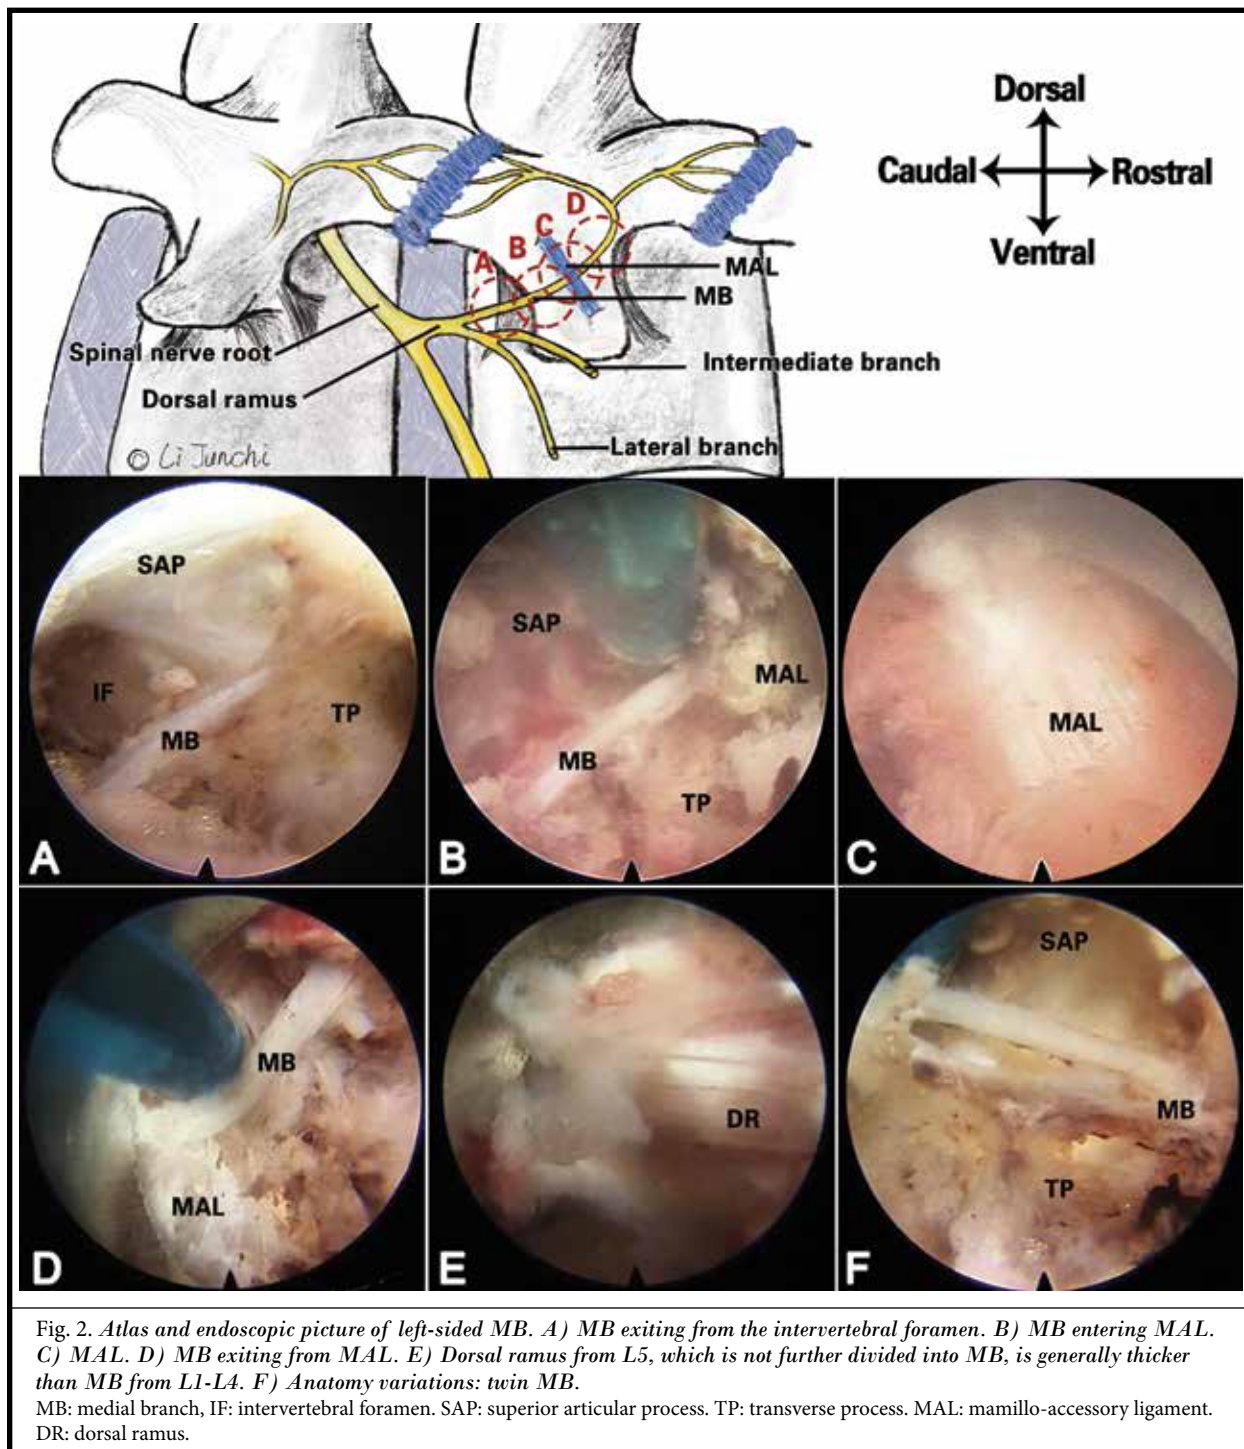 Dorsal
Caudal
Rostral
Ventral
D
C
B
A
MAL
MB
Spinal nerve root
Intermediate branch
Dorsal ramus
Lateral branch
© Li Junchi
SAP
IF
TP
MB
A
SAP
MAL
MB
TP
B
MAL
C
MB
MAL
D
DR
E
SAP
MB
TP
F
Fig. 2. Atlas and endoscopic picture of left-sided MB. A) MB exiting from the intervertebral foramen. B) MB entering MAL.
C) MAL. D) MB exiting from MAL. E) Dorsal ramus from L5, which is not further divided into MB, is generally thicker
than MB from L1-L4. F) Anatomy variations: twin MB.
MB: medial branch, IF: intervertebral foramen. SAP: superior articular process. TP: transverse process. MAL: mamillo-accessory ligament.
DR: dorsal ramus.